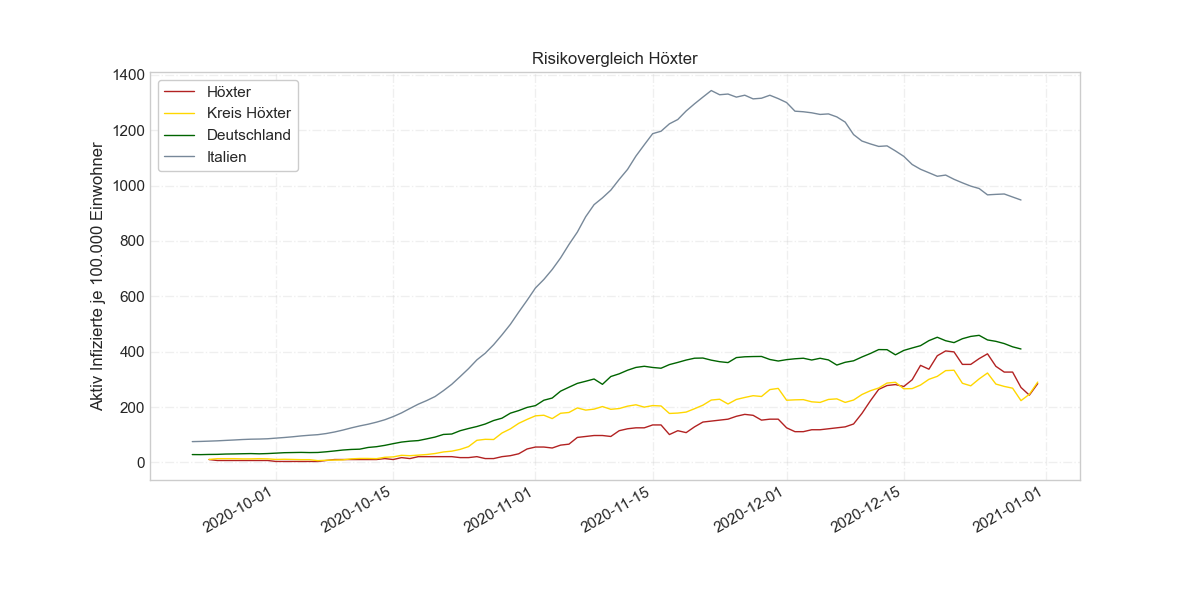 Risikovergleich Höxter
Höxter
Kreis Höxter
Deutschland
Italien
Aktiv Infizierte je 100.000 Einwohner
1400
1200
1000
800
600
400
200
0
2020-10-01
2020-10-15
2020-11-01
2020-11-15
2020-12-01
2020-12-15
2021-01-01